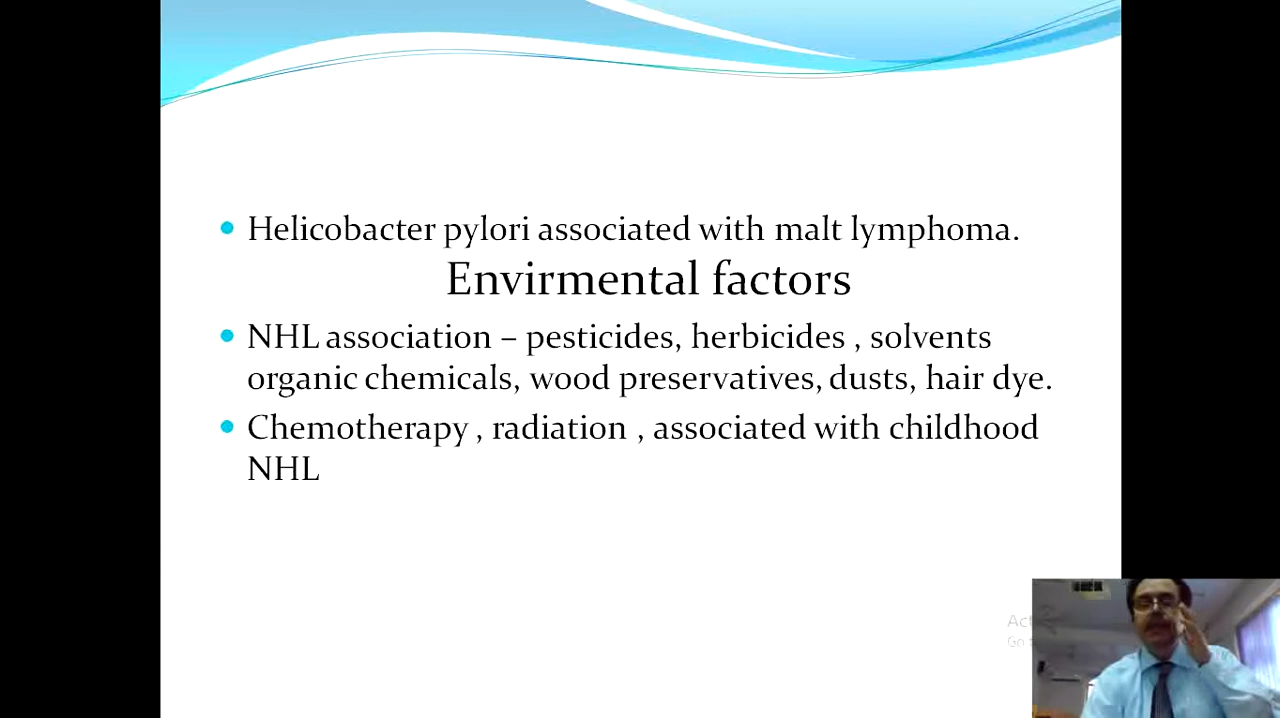 Helicobacter pylori associated with malt lymphoma.
Envirmental factors
NHL association – pesticides, herbicides , solvents
organic chemicals, wood preservatives, dusts, hair dye.
Chemotherapy , radiation , associated with childhood
NHL